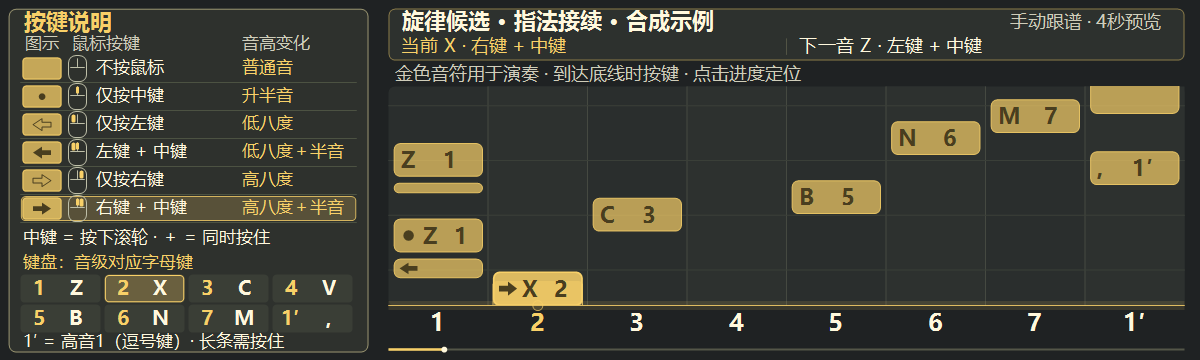 按键说明
图示 鼠标按键 音高变化
不按鼠标 普通音
仅按中键 升半音
仅按左键 低八度
左键 + 中键 低八度 + 半音
仅按右键 高八度
右键 + 中键 高八度 + 半音
中键 = 按下滚轮 · + = 同时按住
键盘：音级对应字母键
1 Z 2 X 3 C 4 V
5 B 6 N 7 M 1′ ,
1′ = 高音1（逗号键）· 长条需按住
旋律候选 • 指法接续 • 合成示例
手动跟谱 · 4秒预览
当前 X · 右键 + 中键
下一音 Z · 左键 + 中键
金色音符用于演奏 · 到达底线时按键 · 点击进度定位
M 7
N 6
Z 1
, 1′
B 5
C 3
Z 1
X 2
1 2 3 4 5 6 7 1′